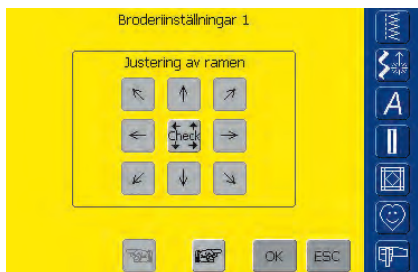 Broderiinställningar 1
Justering av ramen
Check
OK ESC
A